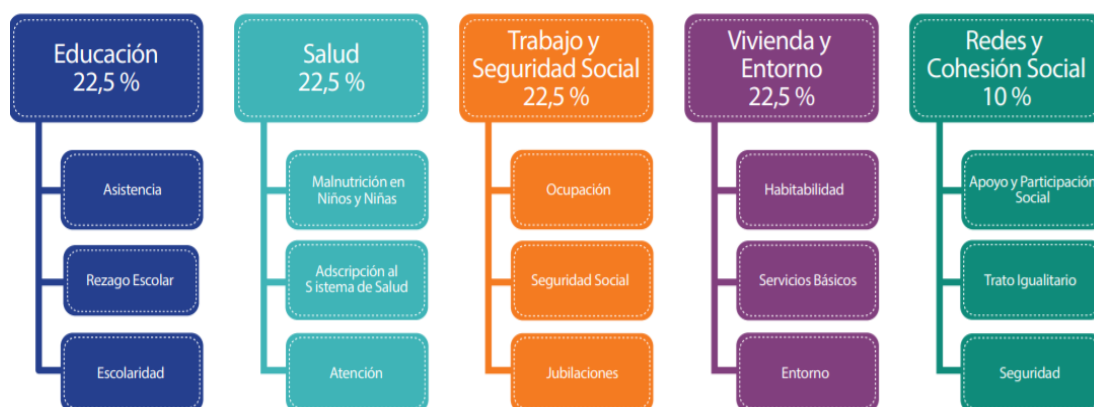 Educación
22,5 %
Asistencia
Rezago Escolar
Escolaridad
Salud
22,5 %
Malnutrición en
Niños y Niñas
Adscripción al
S istema de Salud
Atención
Trabajo y
Seguridad Social
22,5 %
Ocupación
Seguridad Social
Jubilaciones
Vivienda y
Entorno
22,5 %
Habitabilidad
Servicios Básicos
Entorno
Redes y
Cohesión Social
10 %
Apoyo y Participación
Social
Trato Igualitario
Seguridad